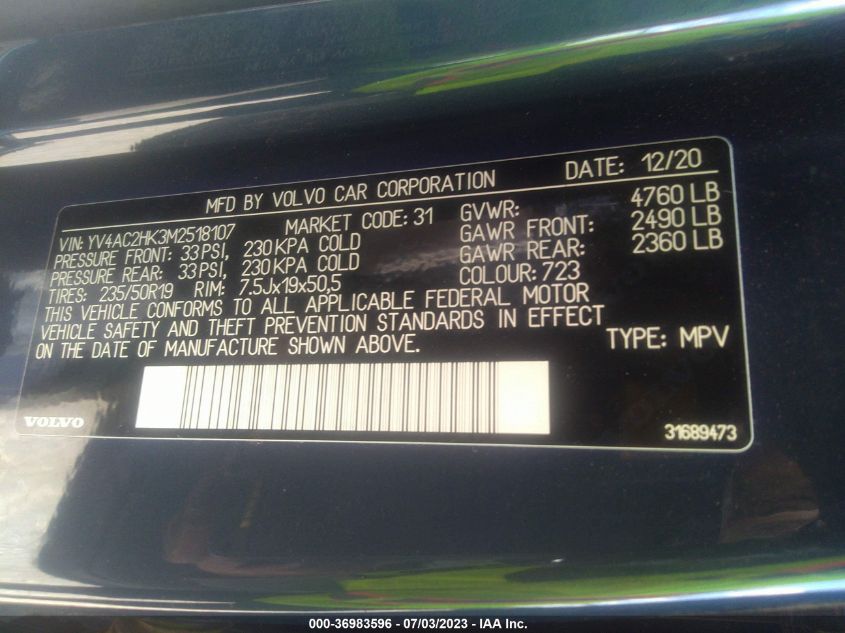 MFD BY VOLVO CAR CORPORATION DATE: 12/20
VIN: YV4AC2HK3M2518107 MARKET CODE: 31 GVWR: 4760 LB
PRESSURE FRONT: 33 PSI, 230 KPA COLD GAWR FRONT: 2490 LB
PRESSURE REAR: 33 PSI, 230 KPA COLD GAWR REAR: 2360 LB
TIRES: 235/50R19 RIM: 7.5Jx19x50,5 COLOUR: 723
THIS VEHICLE CONFORMS TO ALL APPLICABLE FEDERAL MOTOR
VEHICLE SAFETY AND THEFT PREVENTION STANDARDS IN EFFECT
ON THE DATE OF MANUFACTURE SHOWN ABOVE. TYPE: MPV
VOLVO 31689473
000-36983596 - 07/03/2023 - IAA Inc.